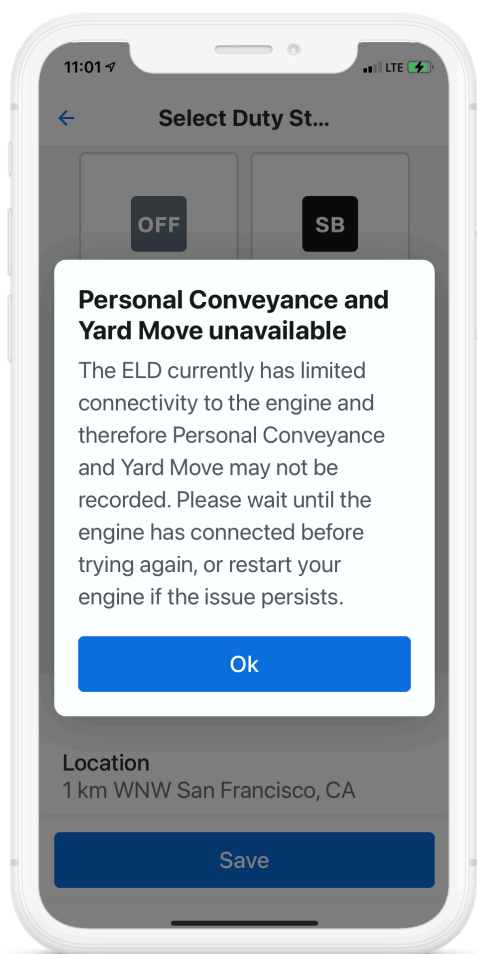 11:01
LTE
Select Duty St...
OFF
SB
Personal Conveyance and
Yard Move unavailable
The ELD currently has limited
connectivity to the engine and
therefore Personal Conveyance
and Yard Move may not be
recorded. Please wait until the
engine has connected before
trying again, or restart your
engine if the issue persists.
Ok
Location
1 km WNW San Francisco, CA
Save